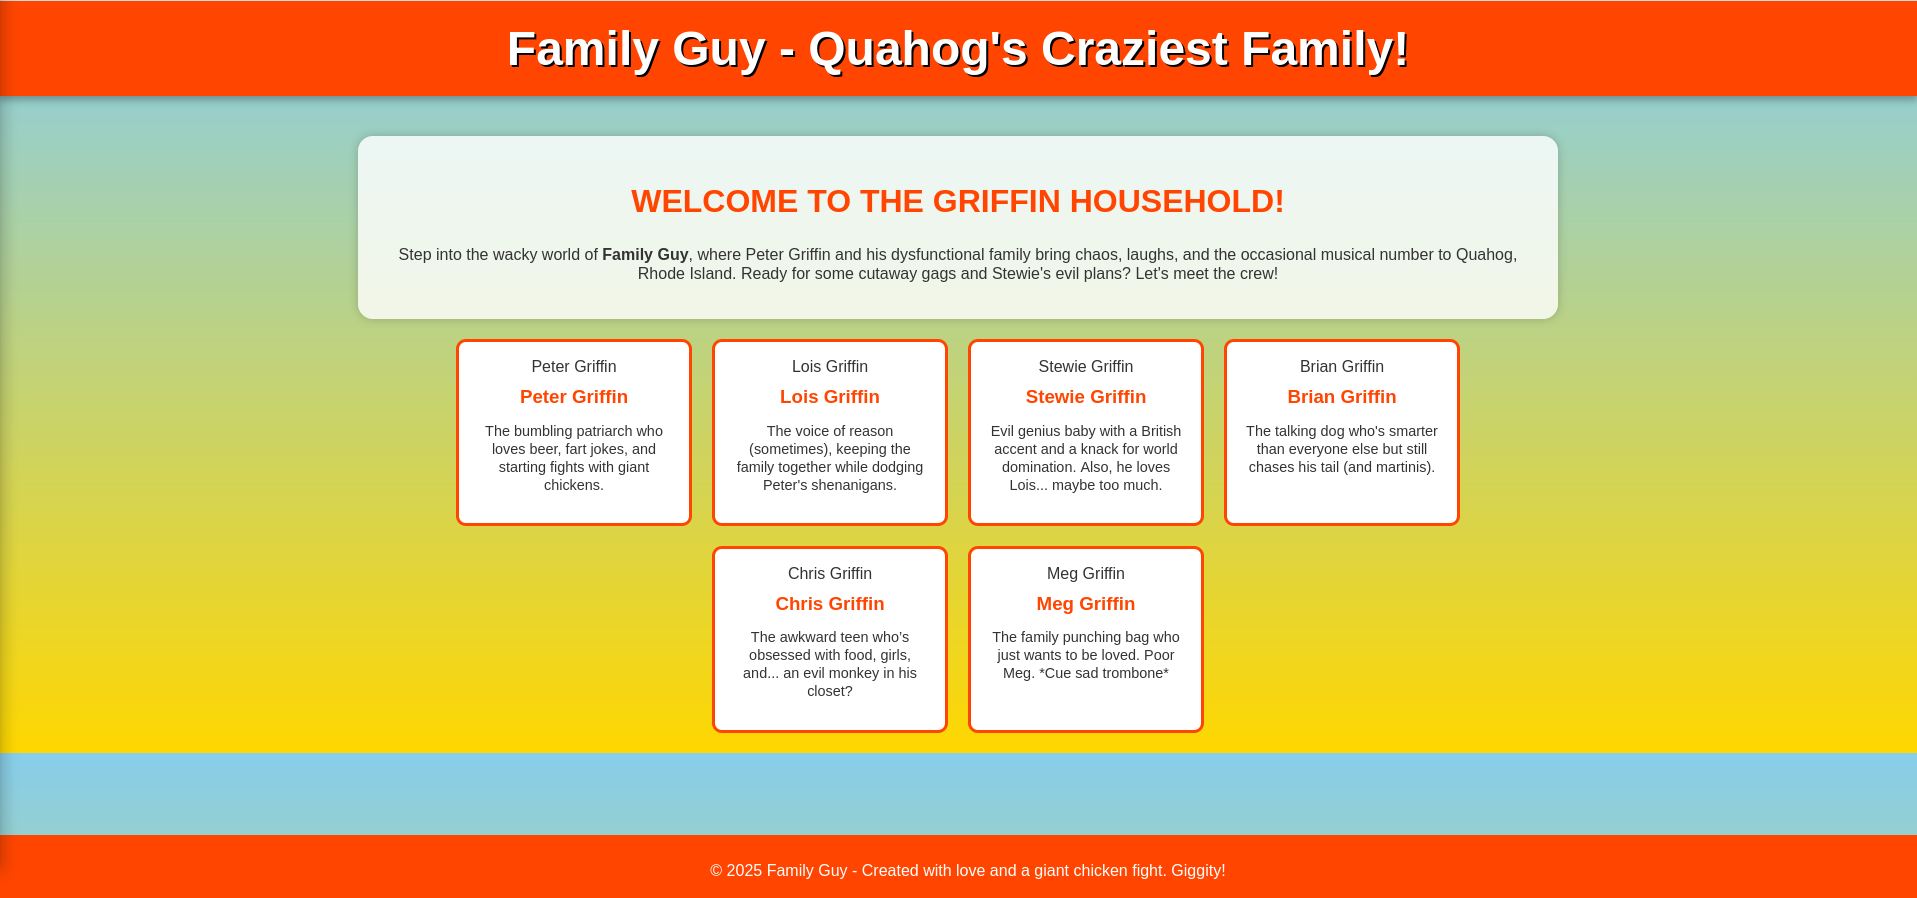 Family Guy - Quahog's Craziest Family!
WELCOME TO THE GRIFFIN HOUSEHOLD!
Step into the wacky world of Family Guy, where Peter Griffin and his dysfunctional family bring chaos, laughs, and the occasional musical number to Quahog,
Rhode Island. Ready for some cutaway gags and Stewie's evil plans? Let's meet the crew!
Peter Griffin
Peter Griffin
The bumbling patriarch who
loves beer, fart jokes, and
starting fights with giant
chickens.
Lois Griffin
Lois Griffin
The voice of reason
(sometimes), keeping the
family together while dodging
Peter's shenanigans.
Stewie Griffin
Stewie Griffin
Evil genius baby with a British
accent and a knack for world
domination. Also, he loves
Lois... maybe too much.
Brian Griffin
Brian Griffin
The talking dog who's smarter
than everyone else but still
chases his tail (and martinis).
Chris Griffin
Chris Griffin
The awkward teen who’s
obsessed with food, girls,
and... an evil monkey in his
closet?
Meg Griffin
Meg Griffin
The family punching bag who
just wants to be loved. Poor
Meg. *Cue sad trombone*
© 2025 Family Guy - Created with love and a giant chicken fight. Giggity!